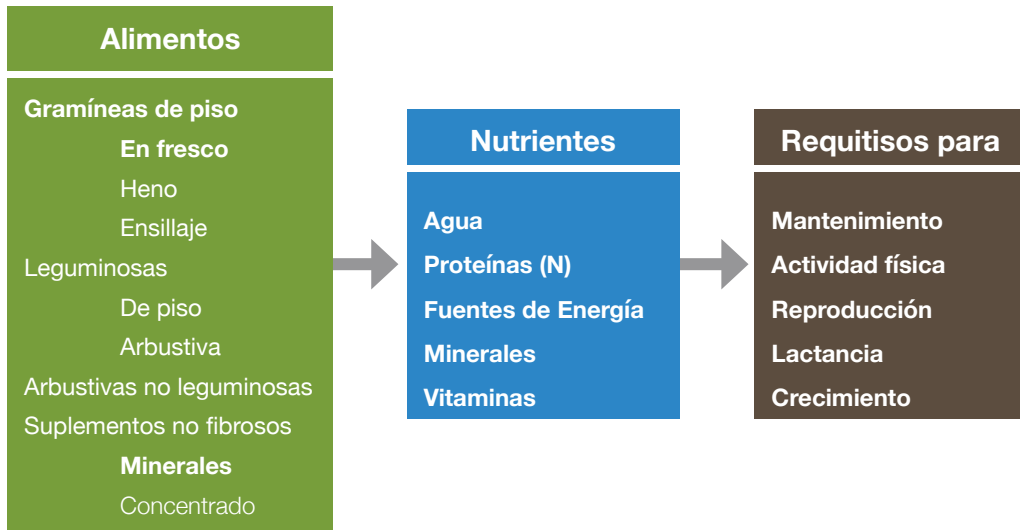 Alimentos
Gramíneas de piso
En fresco
Heno
Ensillaje
Leguminosas
De piso
Arbustiva
Arbustivas no leguminosas
Suplementos no fibrosos
Minerales
Concentrado
Nutrientes
Agua
Proteínas (N)
Fuentes de Energía
Minerales
Vitaminas
Requitisos para
Mantenimiento
Actividad física
Reproducción
Lactancia
Crecimiento